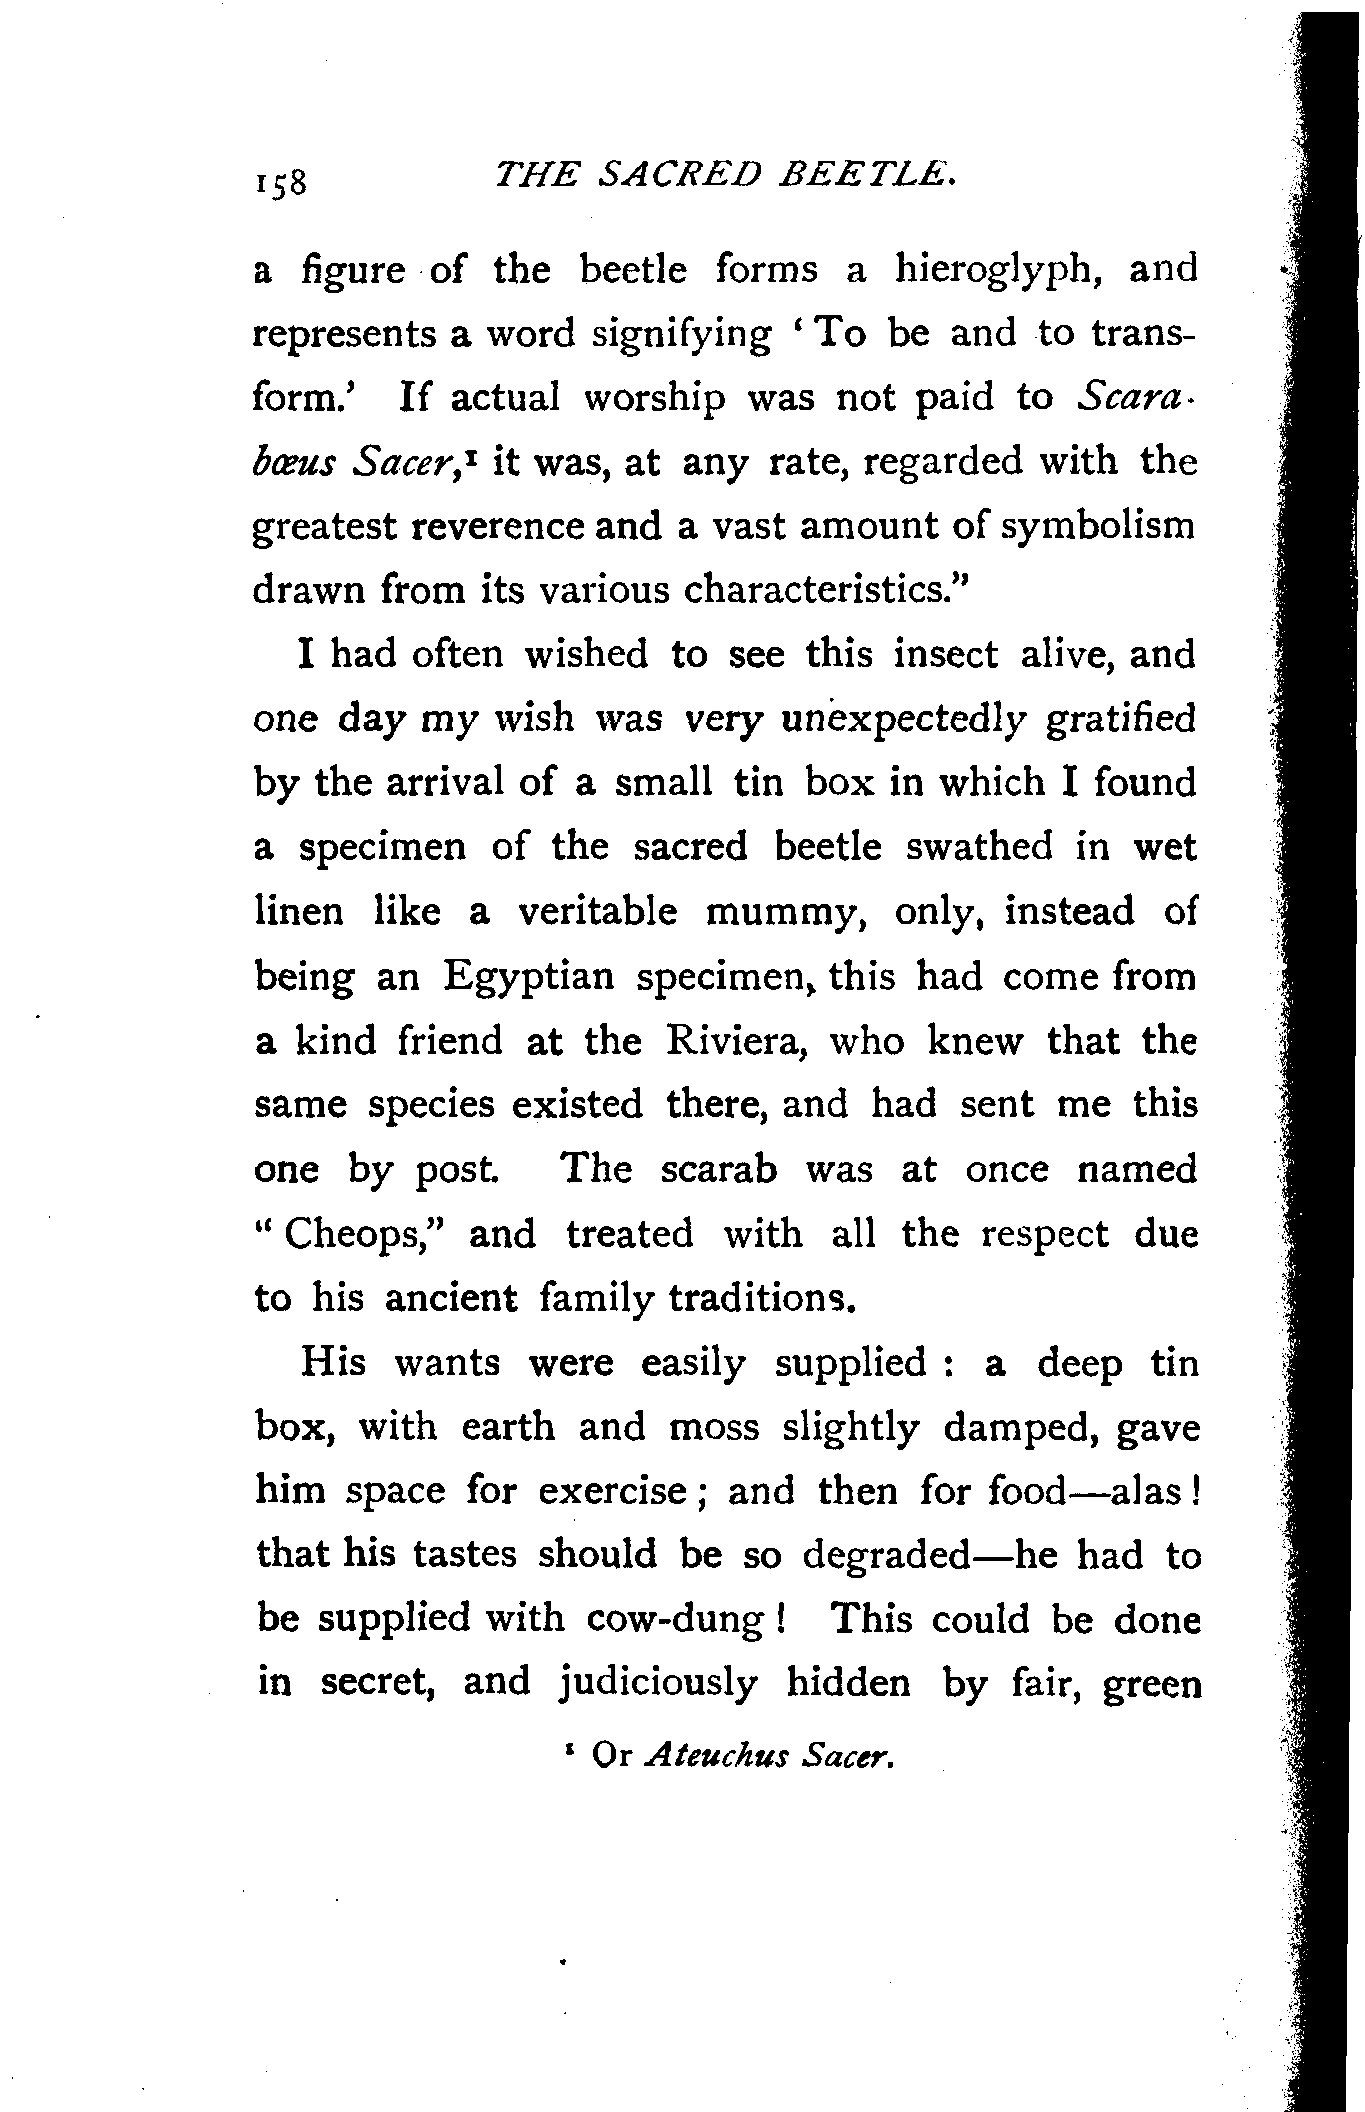 158 THE SACRED BEETLE.
a figure of the beetle forms a hieroglyph, and
represents a word signifying ‘To be and to trans-
form.’ If actual worship was not paid to Scara-
bœus Sacer,¹ it was, at any rate, regarded with the
greatest reverence and a vast amount of symbolism
drawn from its various characteristics.”
I had often wished to see this insect alive, and
one day my wish was very unexpectedly gratified
by the arrival of a small tin box in which I found
a specimen of the sacred beetle swathed in wet
linen like a veritable mummy, only, instead of
being an Egyptian specimen, this had come from
a kind friend at the Riviera, who knew that the
same species existed there, and had sent me this
one by post. The scarab was at once named
“Cheops,” and treated with all the respect due
to his ancient family traditions.
His wants were easily supplied : a deep tin
box, with earth and moss slightly damped, gave
him space for exercise ; and then for food—alas !
that his tastes should be so degraded—he had to
be supplied with cow-dung ! This could be done
in secret, and judiciously hidden by fair, green
¹ Or Ateuchus Sacer.